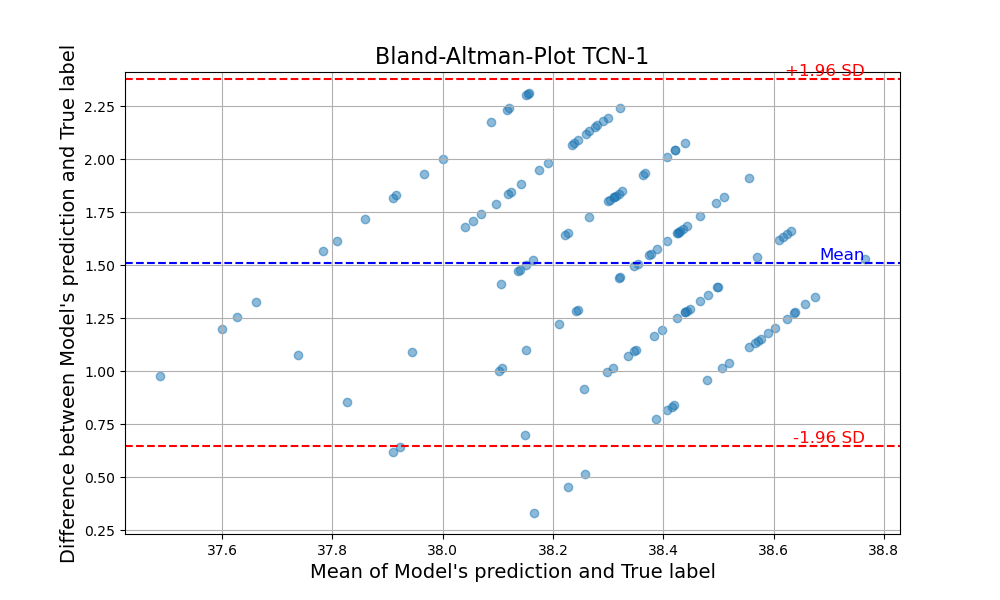 Bland-Altman-Plot TCN-1
Difference between Model's prediction and True label
2.25
2.00
1.75
1.50
1.25
1.00
0.75
0.50
0.25
+1.96 SD
Mean
-1.96 SD
37.6 37.8 38.0 38.2 38.4 38.6 38.8
Mean of Model's prediction and True label